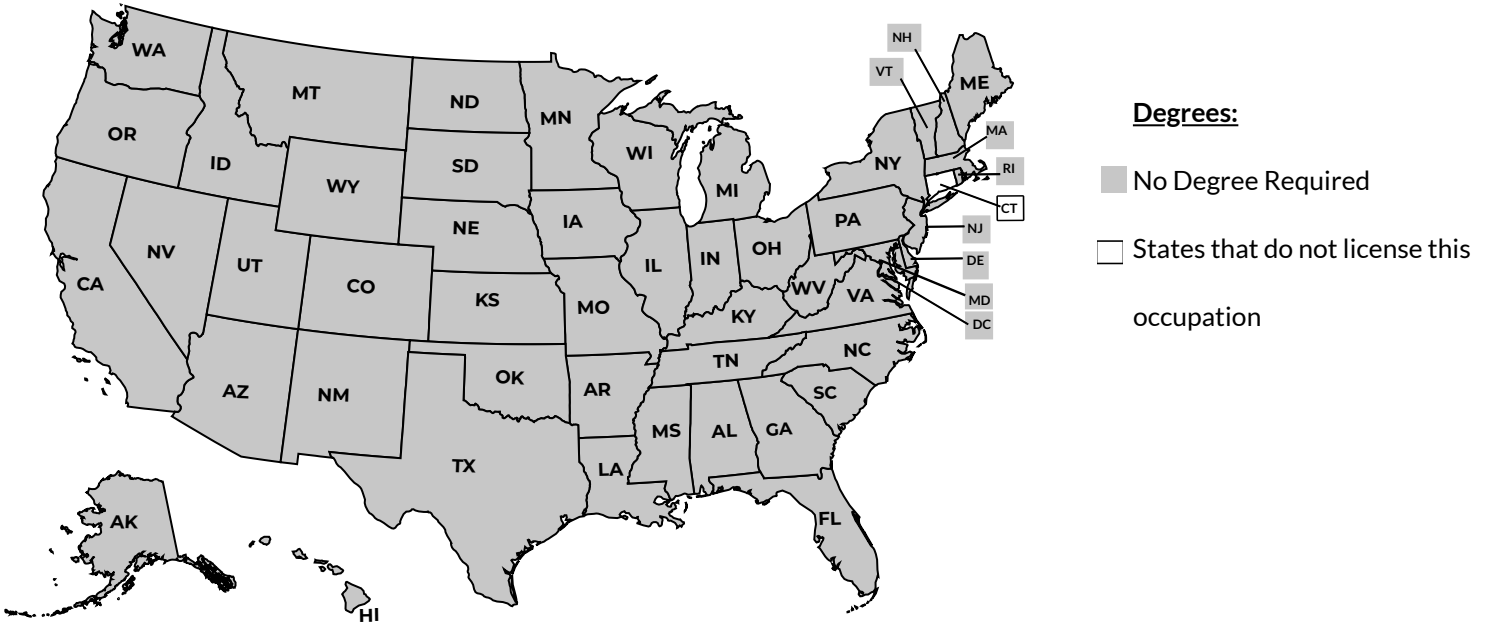 WA
MT
ND
MN
OR
ID
WY
SD
WI
MI
NY
VT
NH
ME
MA
RI
CT
NJ
DE
MD
DC
NV
UT
CA
CO
NE
IA
KS
MO
IL
IN
OH
PA
WV
VA
KY
TN
NC
SC
AZ
NM
OK
AR
TX
LA
MS
AL
GA
FL
AK
HI
Degrees:
No Degree Required
States that do not license this
occupation